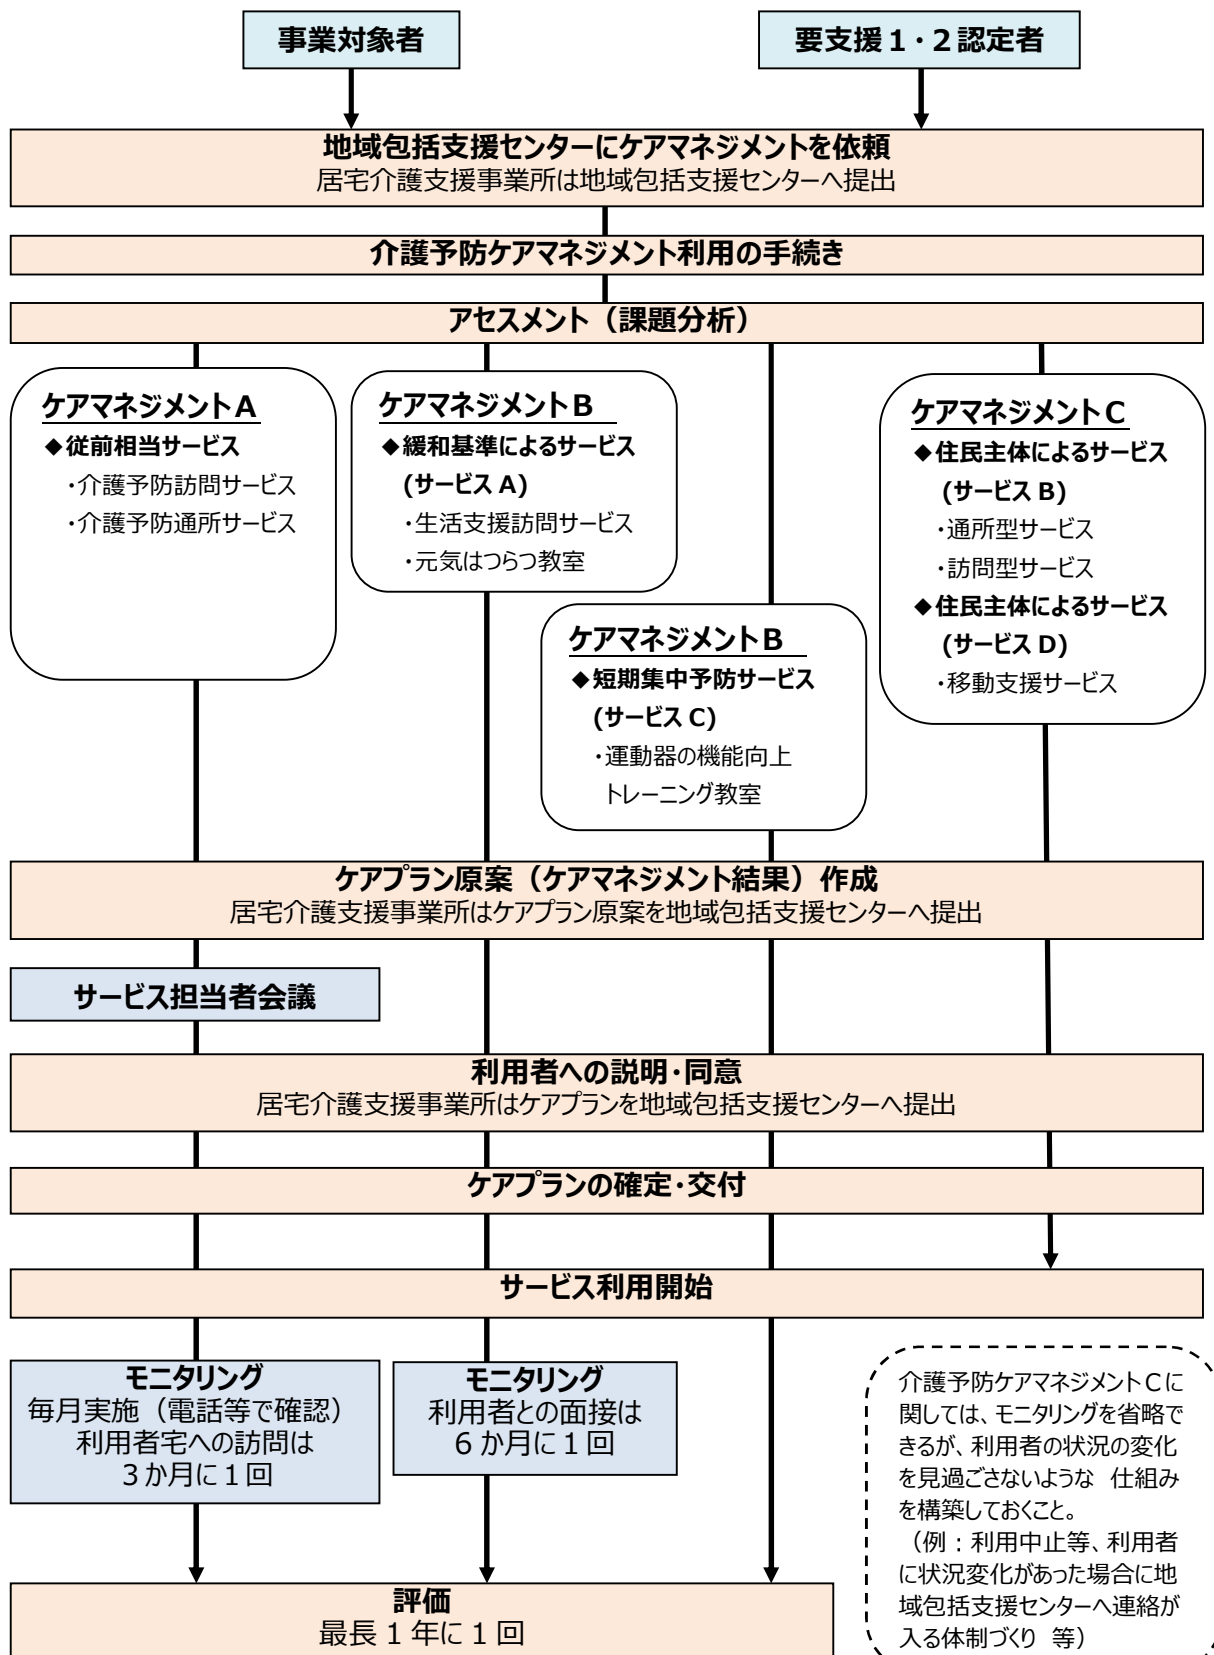 事業対象者
要支援1・2認定者
地域包括支援センターにケアマネジメントを依頼
居宅介護支援事業所は地域包括支援センターへ提出
介護予防ケアマネジメント利用の手続き
アセスメント（課題分析）
ケアマネジメントA
◆従前相当サービス
・介護予防訪問サービス
・介護予防通所サービス
ケアマネジメントB
◆緩和基準によるサービス
(サービス A)
・生活支援訪問サービス
・元気はつらつ教室
ケアマネジメントB
◆短期集中予防サービス
(サービス C)
・運動器の機能向上
トレーニング教室
ケアマネジメントC
◆住民主体によるサービス
(サービス B)
・通所型サービス
・訪問型サービス
◆住民主体によるサービス
(サービス D)
・移動支援サービス
ケアプラン原案（ケアマネジメント結果）作成
居宅介護支援事業所はケアプラン原案を地域包括支援センターへ提出
サービス担当者会議
利用者への説明・同意
居宅介護支援事業所はケアプランを地域包括支援センターへ提出
ケアプランの確定・交付
サービス利用開始
モニタリング
毎月実施（電話等で確認）
利用者宅への訪問は
３か月に１回
モニタリング
利用者との面接は
６か月に１回
介護予防ケアマネジメントCに
関しては、モニタリングを省略で
きるが、利用者の状況の変化
を見過ごさないような 仕組み
を構築しておくこと。
（例：利用中止等、利用者
に状況変化があった場合に地
域包括支援センターへ連絡が
入る体制づくり 等）
評価
最長１年に１回